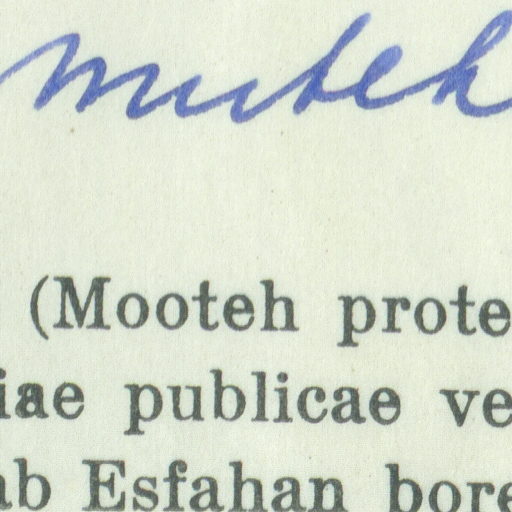 muteh
(Mooteh prote
iae publicae ve
ab Esfahan bore